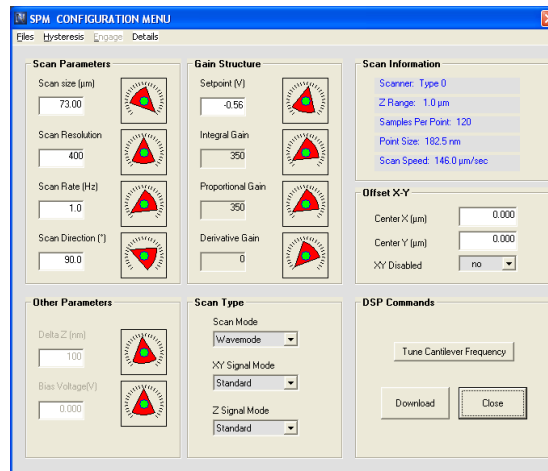 SPM CONFIGURATION MENU
Files Hysteresis Engage Details
Scan Parameters
Scan size (µm)
73.00
Scan Resolution
400
Scan Rate (Hz)
1.0
Scan Direction (°)
90.0
Gain Structure
Setpoint (V)
-0.56
Integral Gain
350
Proportional Gain
350
Derivative Gain
0
Scan Information
Scanner: Type 0
Z Range: 1.0 µm
Samples Per Point: 120
Point Size: 182.5 nm
Scan Speed: 146.0 µm/sec
Offset X-Y
Center X (µm) 0.000
Center Y (µm) 0.000
XY Disabled no
Other Parameters
Delta Z (nm)
100
Bias Voltage(V)
0.000
Scan Type
Scan Mode
Wavemode
XY Signal Mode
Standard
Z Signal Mode
Standard
DSP Commands
Tune Cantilever Frequency
Download Close